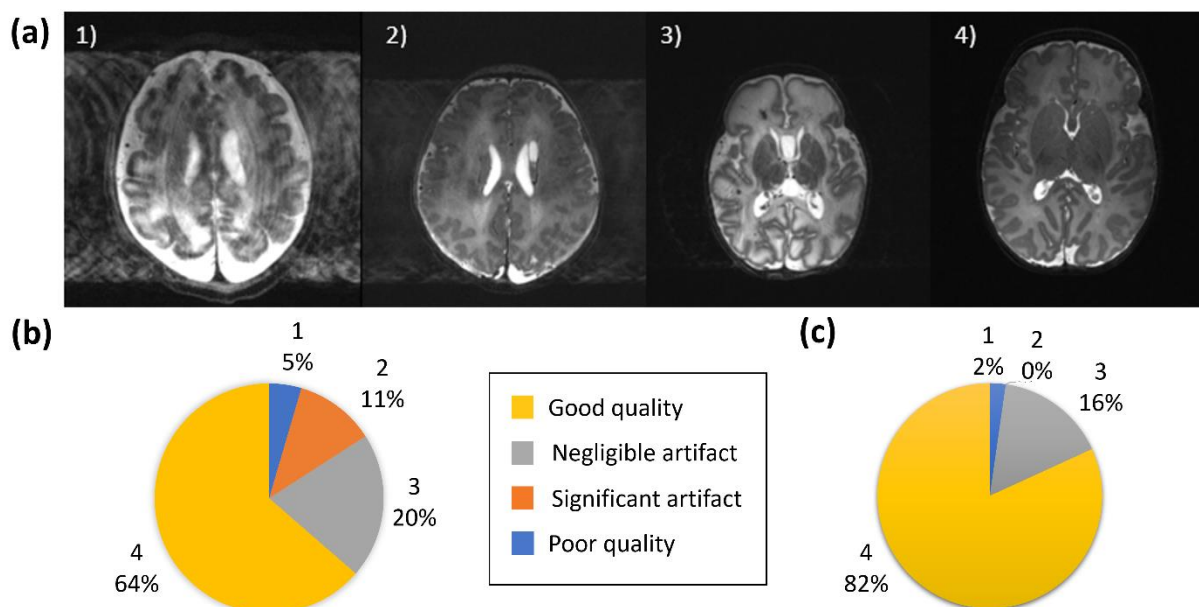 (a)
1)
2)
3)
4)
(b)
1
5%
2
11%
3
20%
4
64%
Good quality
Negligible artifact
Significant artifact
Poor quality
(c)
1
2%
2
0%
3
16%
4
82%